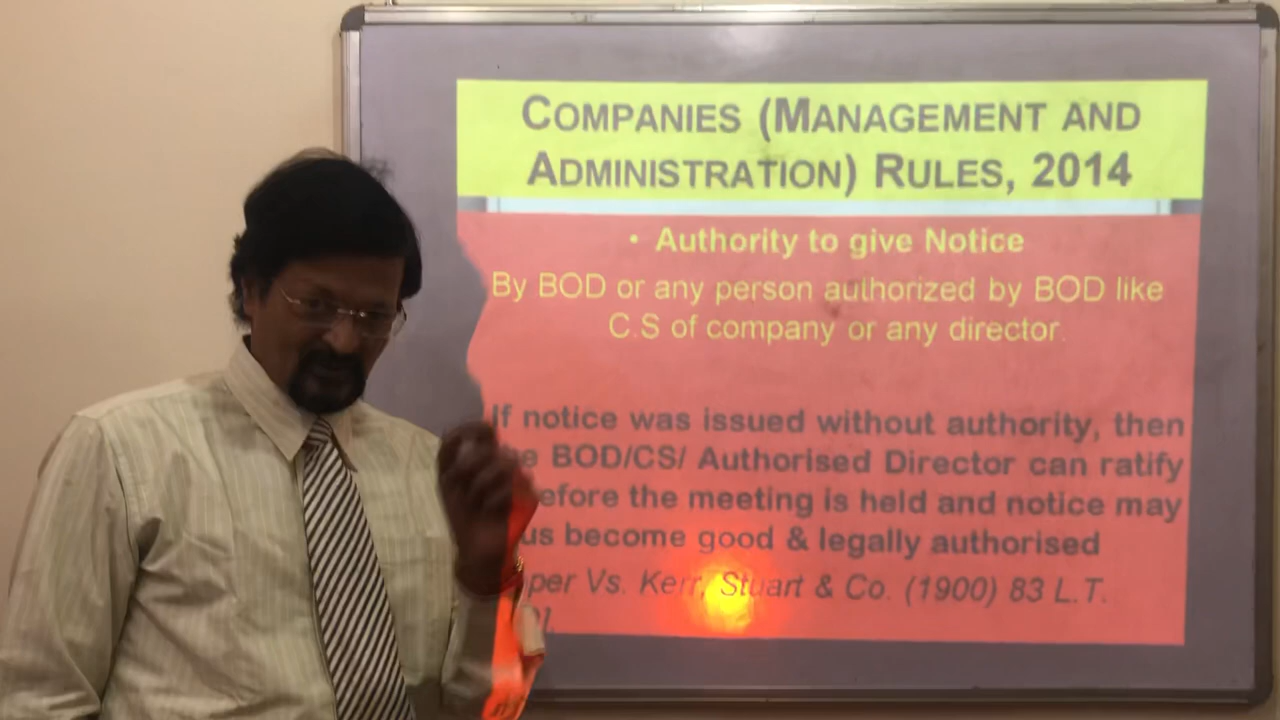 COMPANIES (MANAGEMENT AND
ADMINISTRATION) RULES, 2014
• Authority to give Notice
By BOD or any person authorized by BOD like
C.S of company or any director.
If notice was issued without authority, then
BOD/CS/ Authorised Director can ratify
the meeting is held and notice may
become good & legally authorised
Vs. Kerr, Stuart & Co. (1900) 83 L.T.